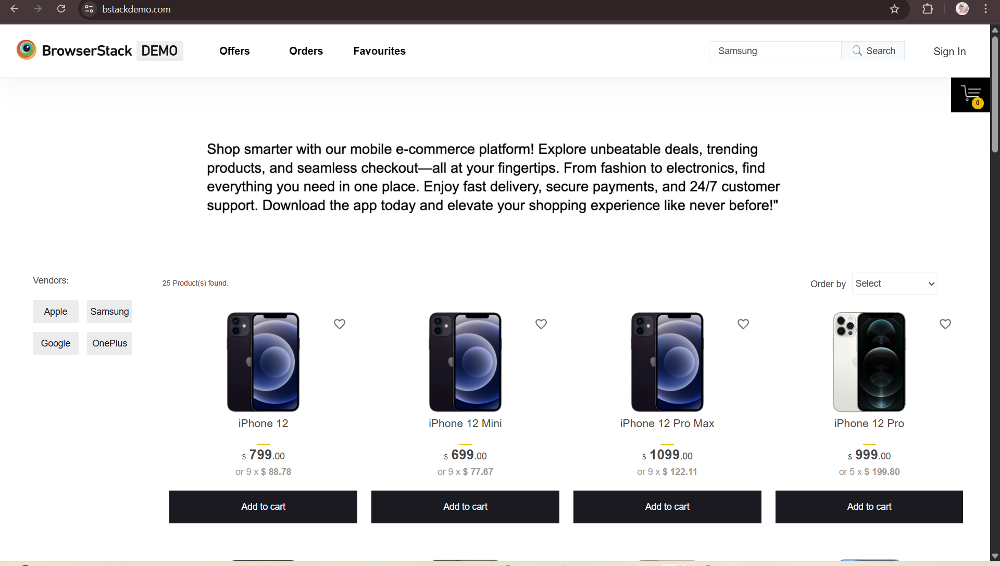 bstackdemo.com
BrowserStack DEMO
Offers
Orders
Favourites
Samsung
Search
Sign In
0
Shop smarter with our mobile e-commerce platform! Explore unbeatable deals, trending
products, and seamless checkout—all at your fingertips. From fashion to electronics, find
everything you need in one place. Enjoy fast delivery, secure payments, and 24/7 customer
support. Download the app today and elevate your shopping experience like never before!"
Vendors:
Apple
Samsung
Google
OnePlus
25 Product(s) found.
Order by
Select
iPhone 12
$ 799.00
or 9 x $ 88.78
Add to cart
iPhone 12 Mini
$ 699.00
or 9 x $ 77.67
Add to cart
iPhone 12 Pro Max
$ 1099.00
or 9 x $ 122.11
Add to cart
iPhone 12 Pro
$ 999.00
or 5 x $ 199.80
Add to cart